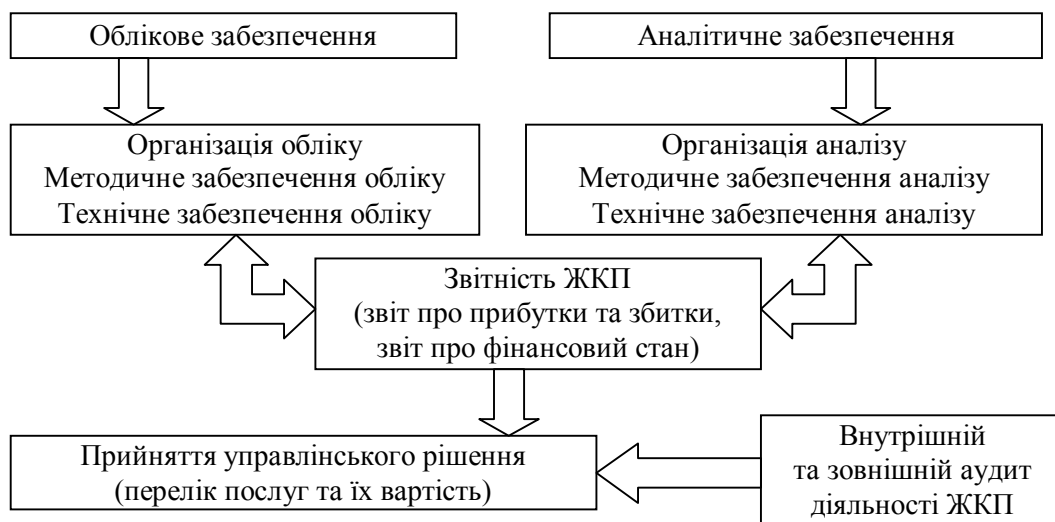 Облікове забезпечення
Аналітичне забезпечення
Організація обліку
Методичне забезпечення обліку
Технічне забезпечення обліку
Організація аналізу
Методичне забезпечення аналізу
Технічне забезпечення аналізу
Звітність ЖКП
(звіт про прибутки та збитки,
звіт про фінансовий стан)
Прийняття управлінського рішення
(перелік послуг та їх вартість)
Внутрішній
та зовнішній аудит
діяльності ЖКП